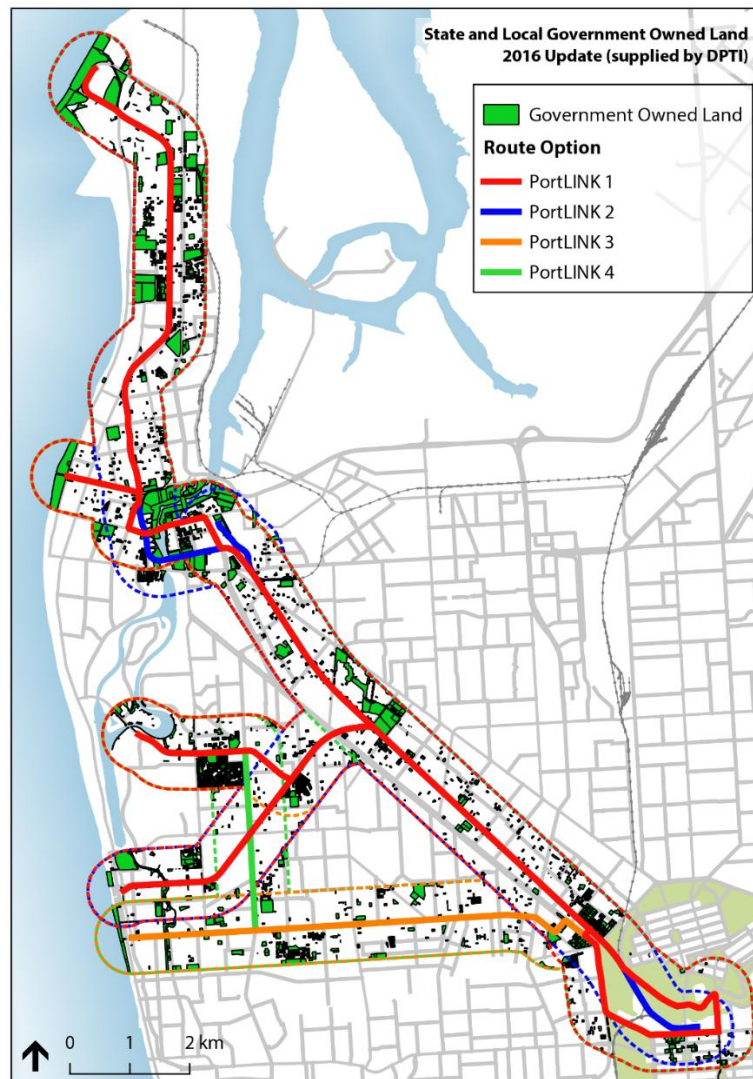 State and Local Government Owned Land
2016 Update (supplied by DPTI)
Government Owned Land
Route Option
PortLINK 1
PortLINK 2
PortLINK 3
PortLINK 4
0 1 2 km